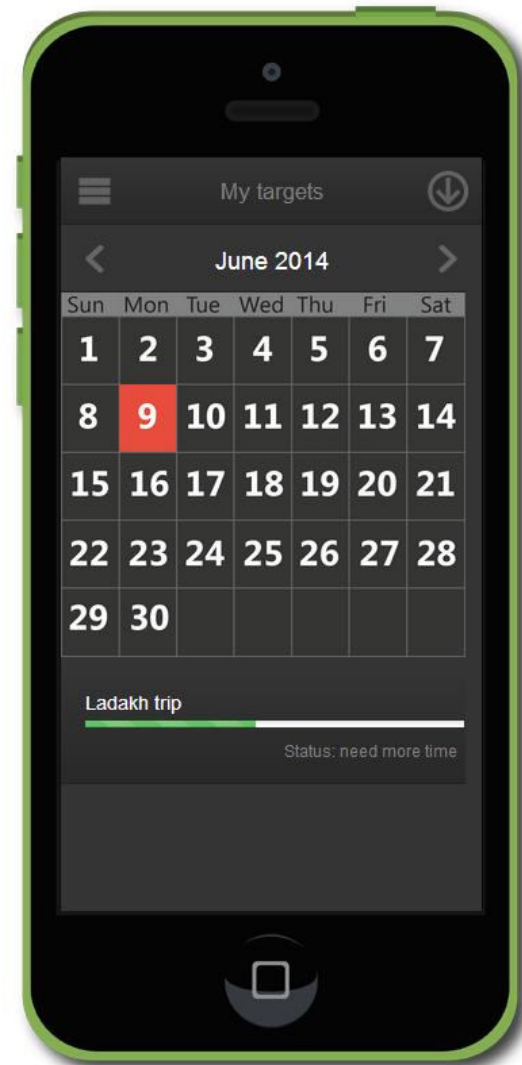 My targets
June 2014
Sun Mon Tue Wed Thu Fri Sat
1 2 3 4 5 6 7
8 9 10 11 12 13 14
15 16 17 18 19 20 21
22 23 24 25 26 27 28
29 30
Ladakh trip
Status: need more time